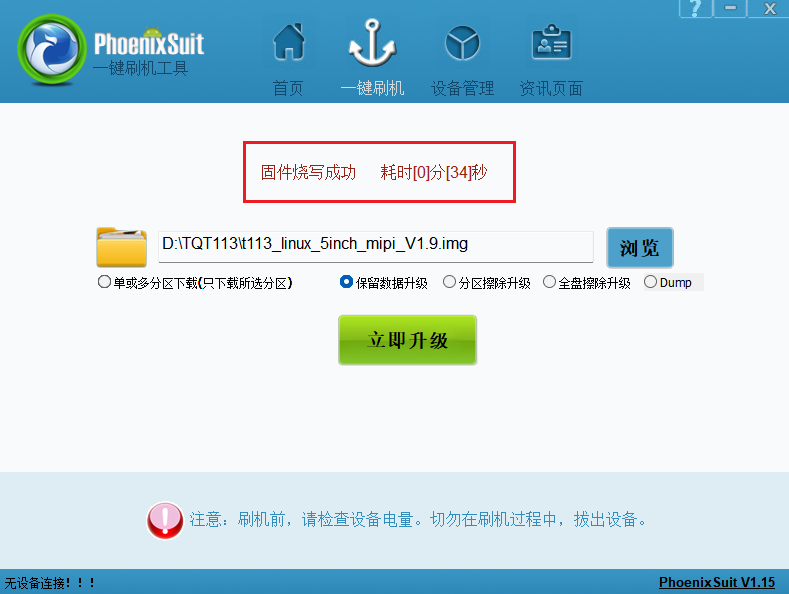 PhoenixSuit
一键刷机工具
首页 一键刷机 设备管理 资讯页面
固件烧写成功 耗时[0]分[34]秒
D:\TQT113\t113_linux_5inch_mipi_V1.9.img 浏览
单或多分区下载(只下载所选分区) 保留数据升级 分区擦除升级 全盘擦除升级 Dump
立即升级
注意：刷机前，请检查设备电量。切勿在刷机过程中，拔出设备。
无设备连接！！！ PhoenixSuit V1.15